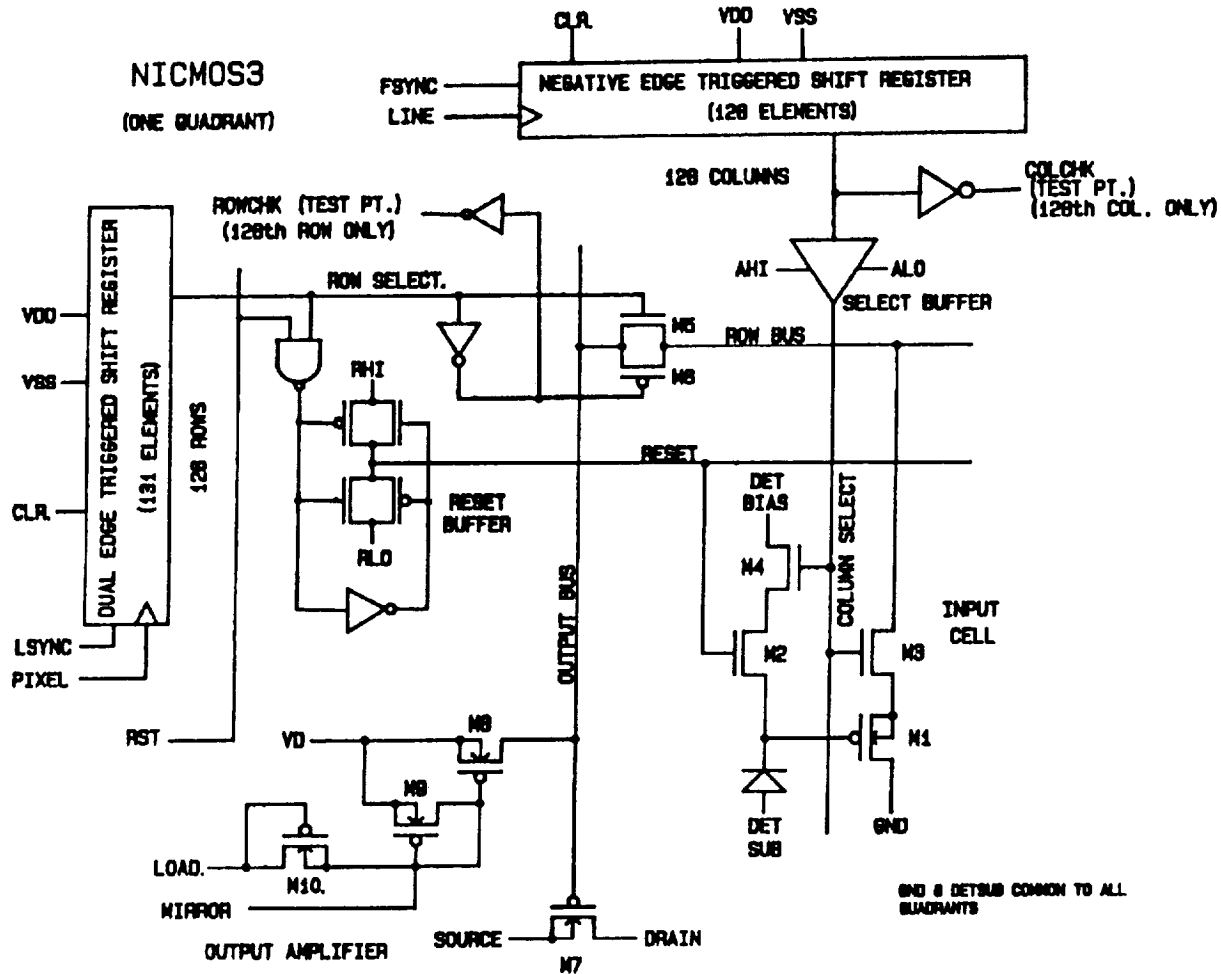 NICMOS3
(ONE QUADRANT)
CLR.
VDD
VSS
FSYNC
LINE
NEGATIVE EDGE TRIGGERED SHIFT REGISTER
(128 ELEMENTS)
128 COLUMNS
COLCHK
(TEST PT.)
(128th COL. ONLY)
ROWCHK (TEST PT.)
(128th ROW ONLY)
AHI
ALO
SELECT BUFFER
ROW SELECT.
VDD
VSS
CLR.
DUAL EDGE TRIGGERED SHIFT REGISTER
(131 ELEMENTS)
128 ROWS
M5
M6
ROW BUS
RHI
RESET
RESET
BUFFER
RLO
DET
BIAS
M4
COLUMN SELECT
OUTPUT BUS
INPUT
CELL
M2
M3
LSYNC
PIXEL
RST
VD
M8
M9
M1
DET
SUB
GND
LOAD.
M10.
MIRROR
OUTPUT AMPLIFIER
SOURCE
DRAIN
M7
GND & DETSUB COMMON TO ALL
QUADRANTS